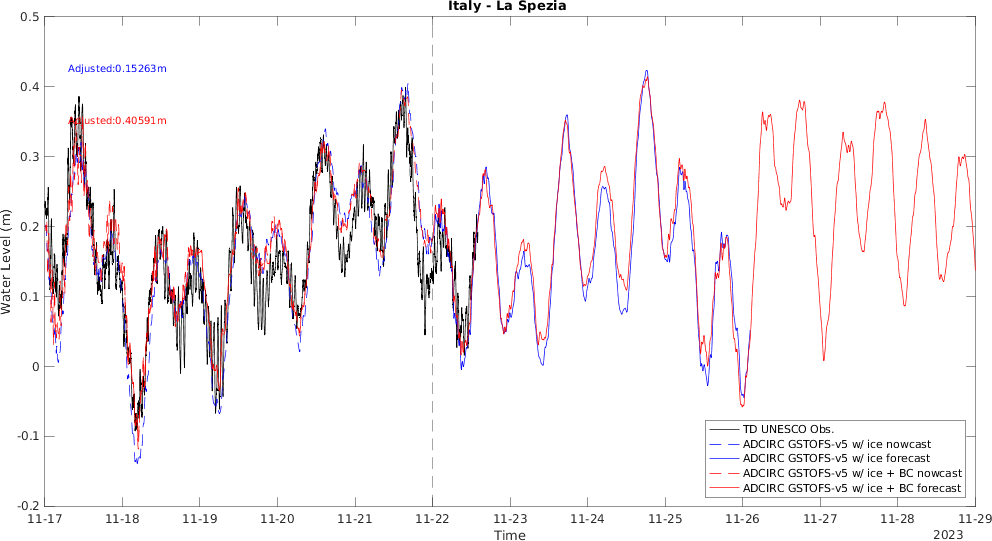 Italy - La Spezia
0.5
0.4
0.3
0.2
0.1
0
-0.1
-0.2
Water Level (m)
Adjusted:0.15263m
Adjusted:0.40591m
TD UNESCO Obs.
ADCIRC GSTOFS-v5 w/ ice nowcast
ADCIRC GSTOFS-v5 w/ ice forecast
ADCIRC GSTOFS-v5 w/ ice + BC nowcast
ADCIRC GSTOFS-v5 w/ ice + BC forecast
11-17 11-18 11-19 11-20 11-21 11-22 11-23 11-24 11-25 11-26 11-27 11-28 11-29
Time
2023